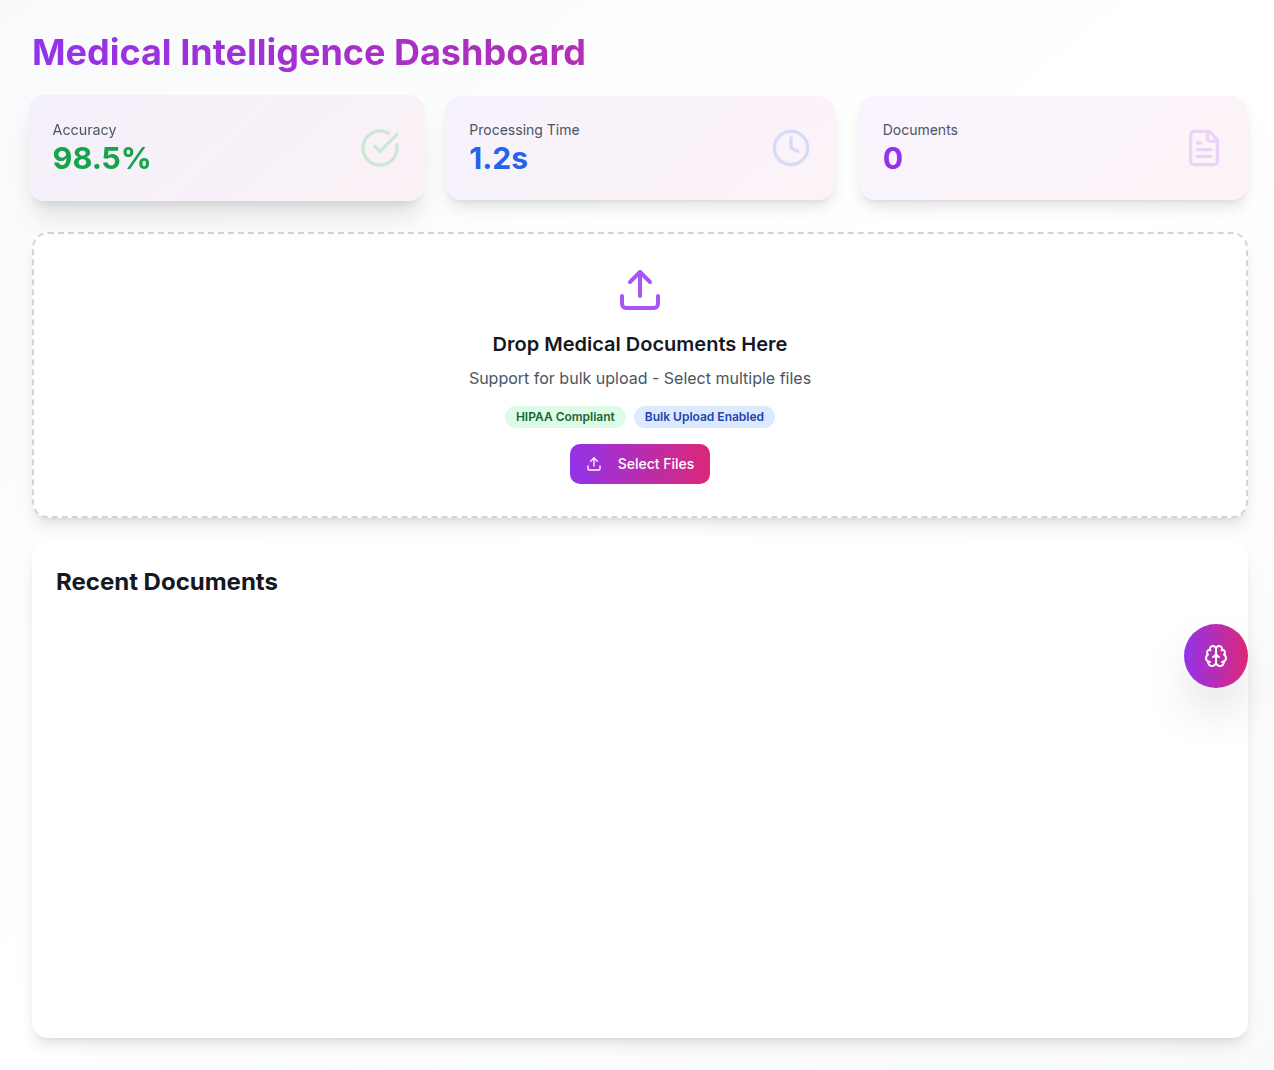 Medical Intelligence Dashboard
Accuracy
98.5%
Processing Time
1.2s
Documents
0
Drop Medical Documents Here
Support for bulk upload - Select multiple files
HIPAA Compliant
Bulk Upload Enabled
Select Files
Recent Documents